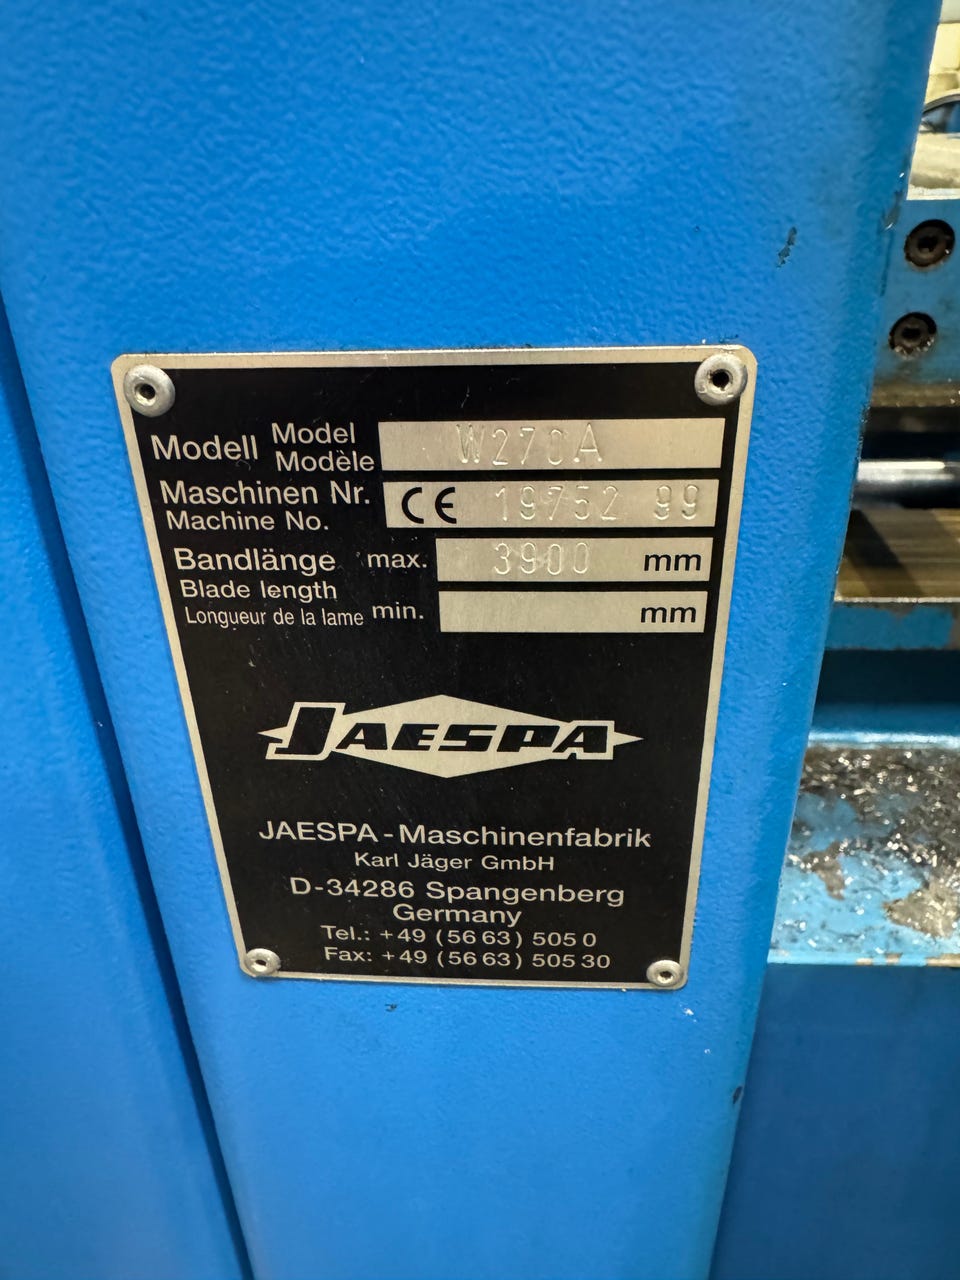 Modell Model W270A
Modèle
Maschinen Nr. CE 19752 99
Machine No.
Bandlänge max. 3900 mm
Blade length
Longueur de la lame min. mm
JAESPA
JAESPA - Maschinenfabrik
Karl Jäger GmbH
D-34286 Spangenberg
Germany
Tel.: +49 (56 63) 505 0
Fax: +49 (56 63) 505 30